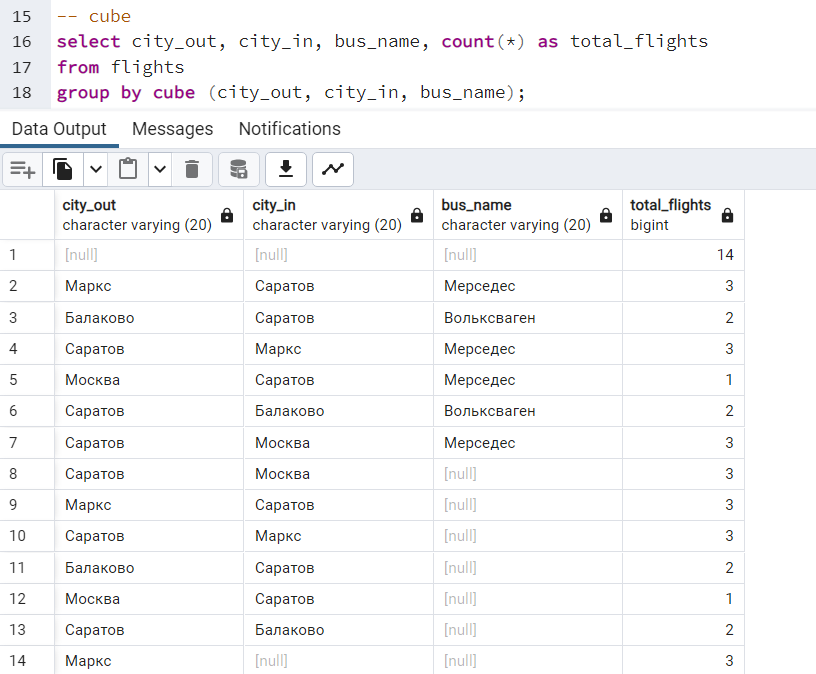 15 -- cube
16 select city_out, city_in, bus_name, count(*) as total_flights
17 from flights
18 group by cube (city_out, city_in, bus_name);
Data Output Messages Notifications
city_out city_in bus_name total_flights
character varying (20) character varying (20) character varying (20) bigint
1 [null] [null] [null] 14
2 Маркс Саратов Мерседес 3
3 Балаково Саратов Вольксваген 2
4 Саратов Маркс Мерседес 3
5 Москва Саратов Мерседес 1
6 Саратов Балаково Вольксваген 2
7 Саратов Москва Мерседес 3
8 Саратов Москва [null] 3
9 Маркс Саратов [null] 3
10 Саратов Маркс [null] 3
11 Балаково Саратов [null] 2
12 Москва Саратов [null] 1
13 Саратов Балаково [null] 2
14 Маркс [null] [null] 3